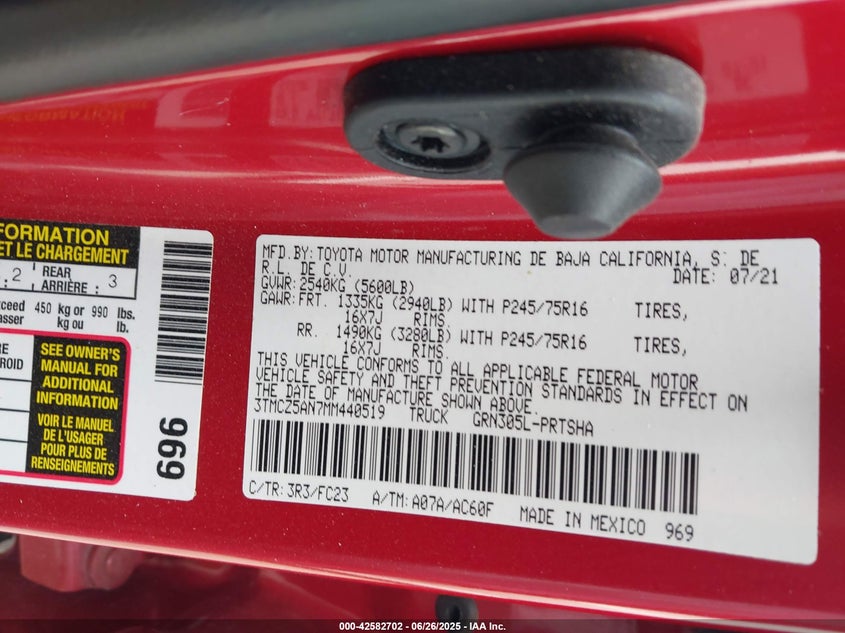 FORMATION
ET LE CHARGEMENT
2 REAR ARRIÈRE : 3
450 kg or 990 lbs.
kg ou lb.
SEE OWNER'S
MANUAL FOR
ADDITIONAL
INFORMATION
VOIR LE MANUEL
DE L'USAGER
POUR PLUS DE
RENSEIGNEMENTS
969
MFD.BY:TOYOTA MOTOR MANUFACTURING DE BAJA CALIFORNIA, S: DE
R.L. DE C.V. DATE: 07/21
GVWR:2540KG (5600LB)
GAWR:FRT. 1335KG (2940LB) WITH P245/75R16 TIRES,
16X7J RIMS.
RR. 1490KG (3280LB) WITH P245/75R16 TIRES,
16X7J RIMS.
THIS VEHICLE CONFORMS TO ALL APPLICABLE FEDERAL MOTOR
VEHICLE SAFETY AND THEFT PREVENTION STANDARDS IN EFFECT ON
THE DATE OF MANUFACTURE SHOWN ABOVE.
3TMCZ5AN7MM440519 TRUCK GRN305L-PRTSHA
C/TR:3R3/FC23 A/TM:A07A/AC60F MADE IN MEXICO 969
000-42582702 - 06/26/2025 - IAA Inc.